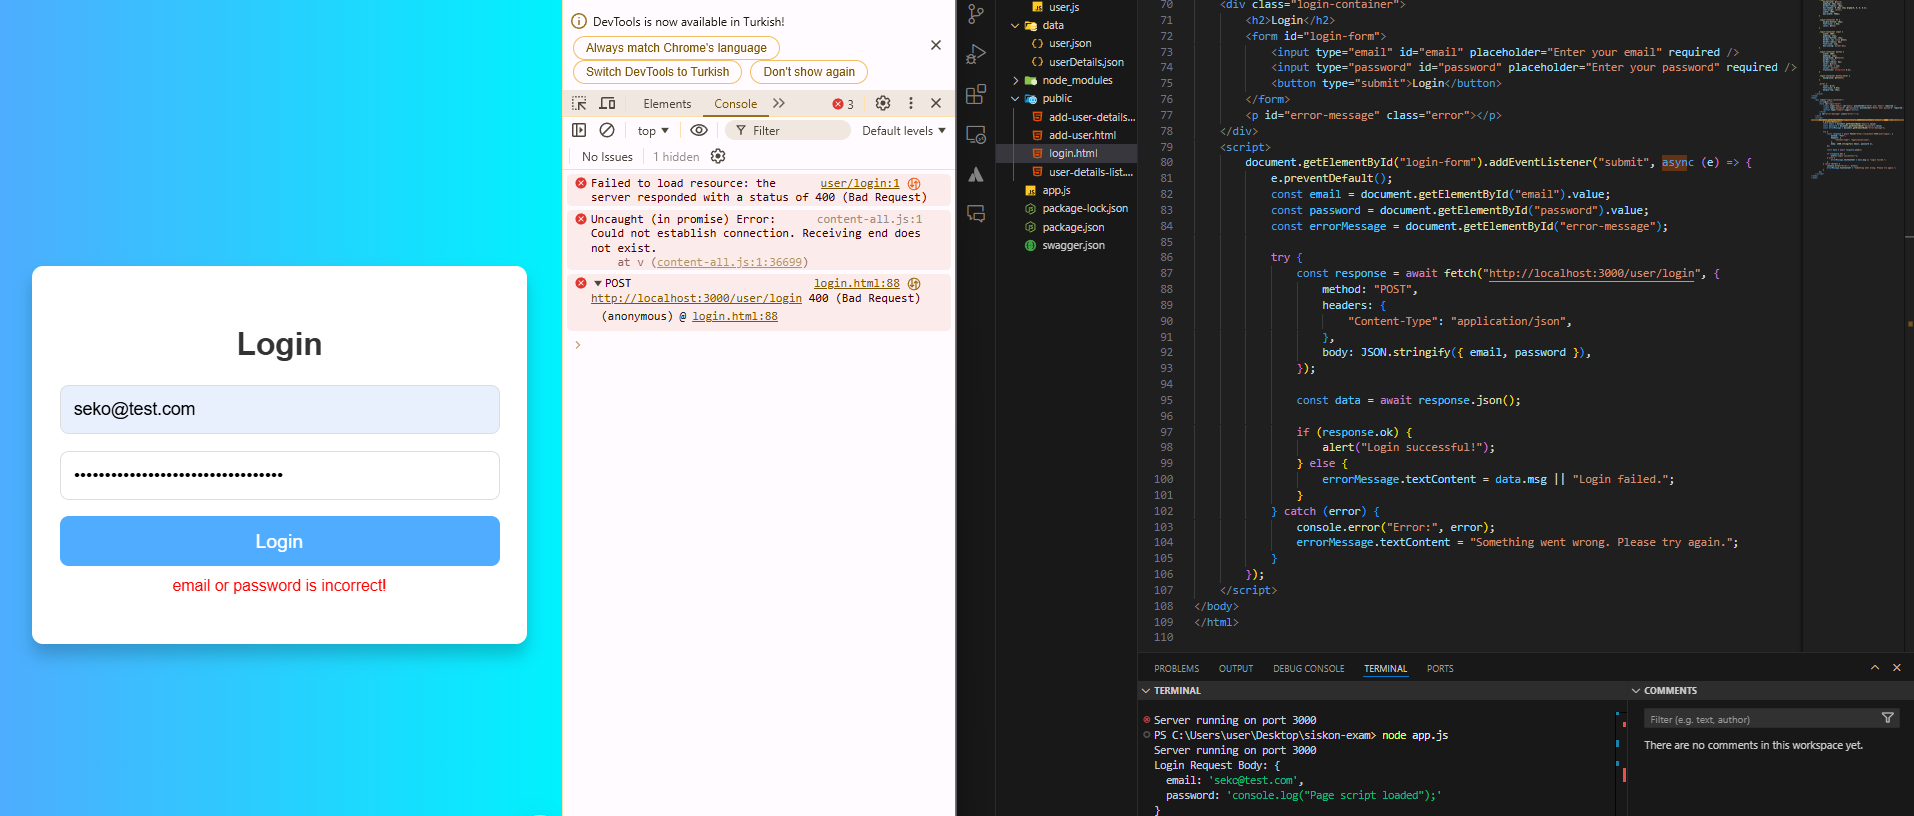 Login
seko@test.com
••••••••••••••••••••••••••••••••••
Login
email or password is incorrect!
DevTools is now available in Turkish!
Always match Chrome's language
Switch DevTools to Turkish
Don't show again
Elements
Console
3
top
Filter
Default levels
No Issues
1 hidden
Failed to load resource: the user/login:1
server responded with a status of 400 (Bad Request)
Uncaught (in promise) Error: content-all.js:1
Could not establish connection. Receiving end does
not exist.
at v (content-all.js:1:36699)
POST login.html:88
http://localhost:3000/user/login 400 (Bad Request)
(anonymous) @ login.html:88
user.js
data
user.json
userDetails.json
node_modules
public
add-user-details...
add-user.html
login.html
user-details-list....
app.js
package-lock.json
package.json
swagger.json
70 <div class="login-container">
71 <h2>Login</h2>
72 <form id="login-form">
73 <input type="email" id="email" placeholder="Enter your email" required />
74 <input type="password" id="password" placeholder="Enter your password" required />
75 <button type="submit">Login</button>
76 </form>
77 <p id="error-message" class="error"></p>
78 </div>
79 <script>
80 document.getElementById("login-form").addEventListener("submit", async (e) => {
81 e.preventDefault();
82 const email = document.getElementById("email").value;
83 const password = document.getElementById("password").value;
84 const errorMessage = document.getElementById("error-message");
85
86 try {
87 const response = await fetch("http://localhost:3000/user/login", {
88 method: "POST",
89 headers: {
90 "Content-Type": "application/json",
91 },
92 body: JSON.stringify({ email, password }),
93 });
94
95 const data = await response.json();
96
97 if (response.ok) {
98 alert("Login successful!");
99 } else {
100 errorMessage.textContent = data.msg || "Login failed.";
101 }
102 } catch (error) {
103 console.error("Error:", error);
104 errorMessage.textContent = "Something went wrong. Please try again.";
105 }
106 });
107 </script>
108 </body>
109 </html>
110
PROBLEMS
OUTPUT
DEBUG CONSOLE
TERMINAL
PORTS
TERMINAL
Server running on port 3000
PS C:\Users\user\Desktop\siskon-exam> node app.js
Server running on port 3000
Login Request Body: {
email: 'seko@test.com',
password: 'console.log("Page script loaded");'
}
COMMENTS
Filter (e.g. text, author)
There are no comments in this workspace yet.